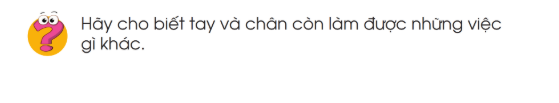 Hãy cho biết tay và chân còn làm được những việc
gì khác.